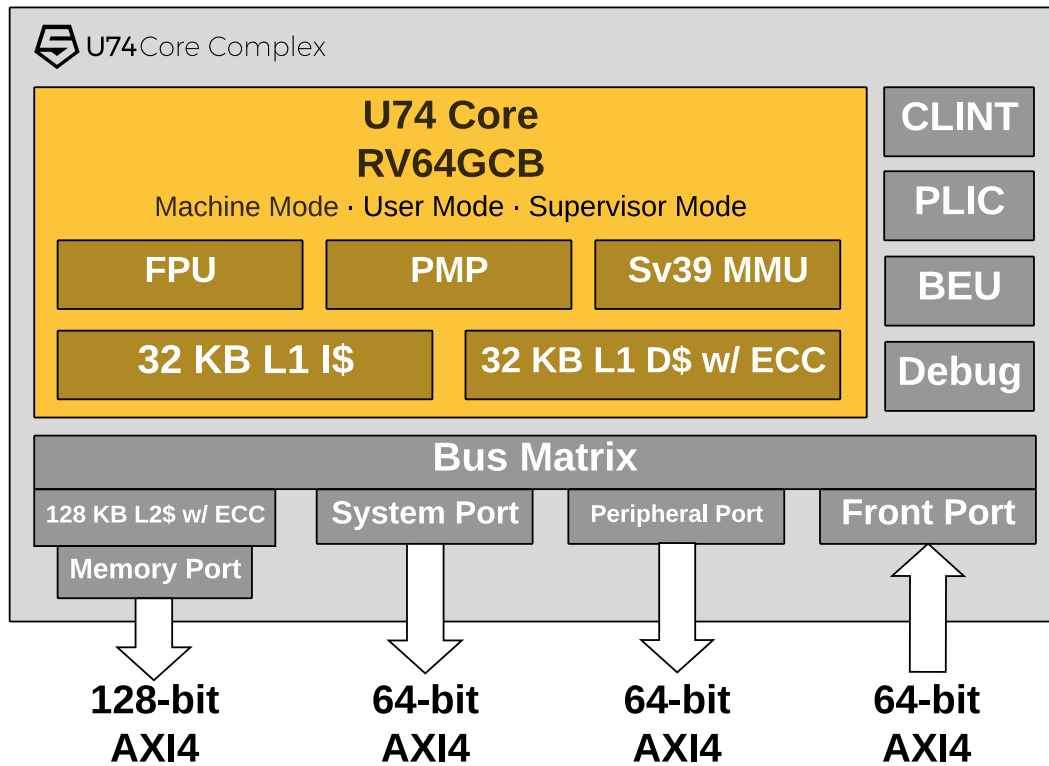 U74 Core Complex
U74 Core
RV64GCB
Machine Mode · User Mode · Supervisor Mode
FPU
PMP
Sv39 MMU
32 KB L1 I$
32 KB L1 D$ w/ ECC
CLINT
PLIC
BEU
Debug
Bus Matrix
128 KB L2$ w/ ECC
System Port
Peripheral Port
Front Port
Memory Port
128-bit
AXI4
64-bit
AXI4
64-bit
AXI4
64-bit
AXI4